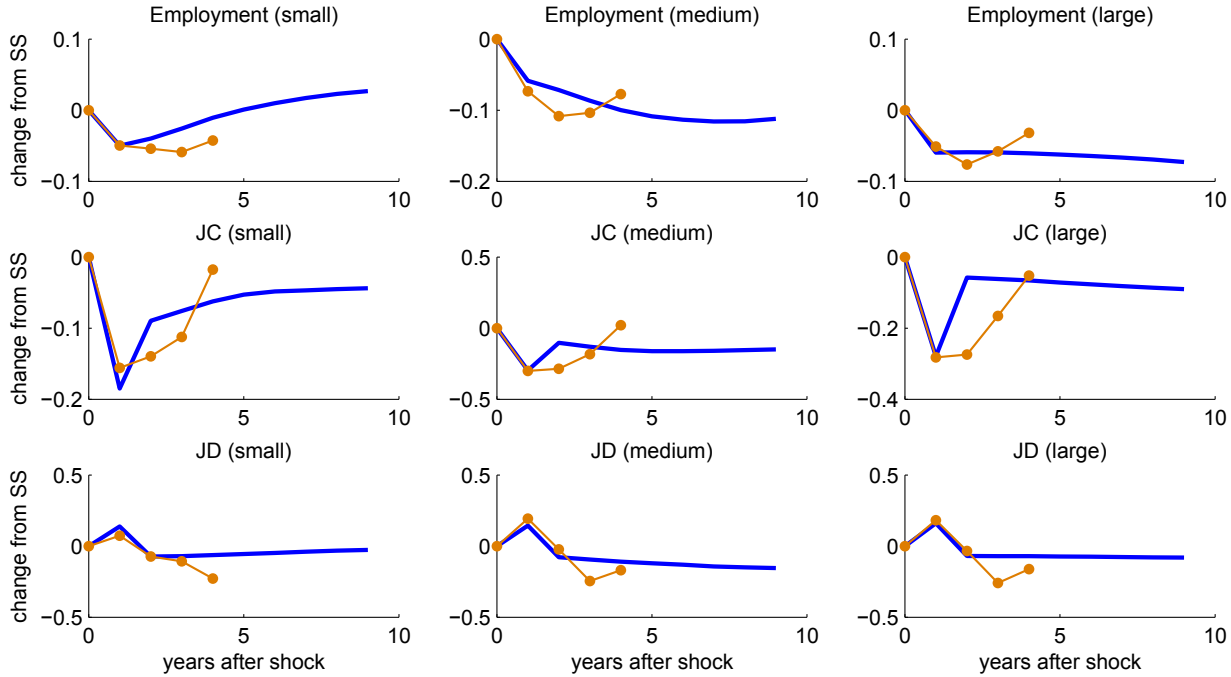 Employment (small) Employment (medium) Employment (large)
change from SS
0.1 0 0.1
0 −0.1 0
−0.1 −0.2 −0.1
0 5 10 0 5 10 0 5 10
JC (small) JC (medium) JC (large)
change from SS
0 0.5 0
−0.1 0 −0.2
−0.2 −0.5 −0.4
0 5 10 0 5 10 0 5 10
JD (small) JD (medium) JD (large)
change from SS
0.5 0.5 0.5
0 0 0
−0.5 −0.5 −0.5
0 5 10 0 5 10 0 5 10
years after shock years after shock years after shock